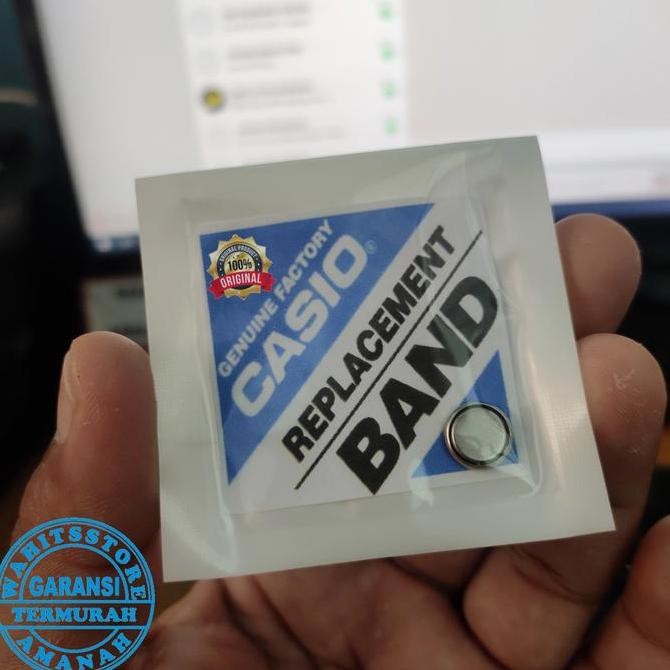 ORIGINAL PRODUCT
100%
ORIGINAL
GENUINE FACTORY
CASIO®
REPLACEMENT
BAND
WAHITSSTORE
GARANSI
TERMURAH
AMANAH